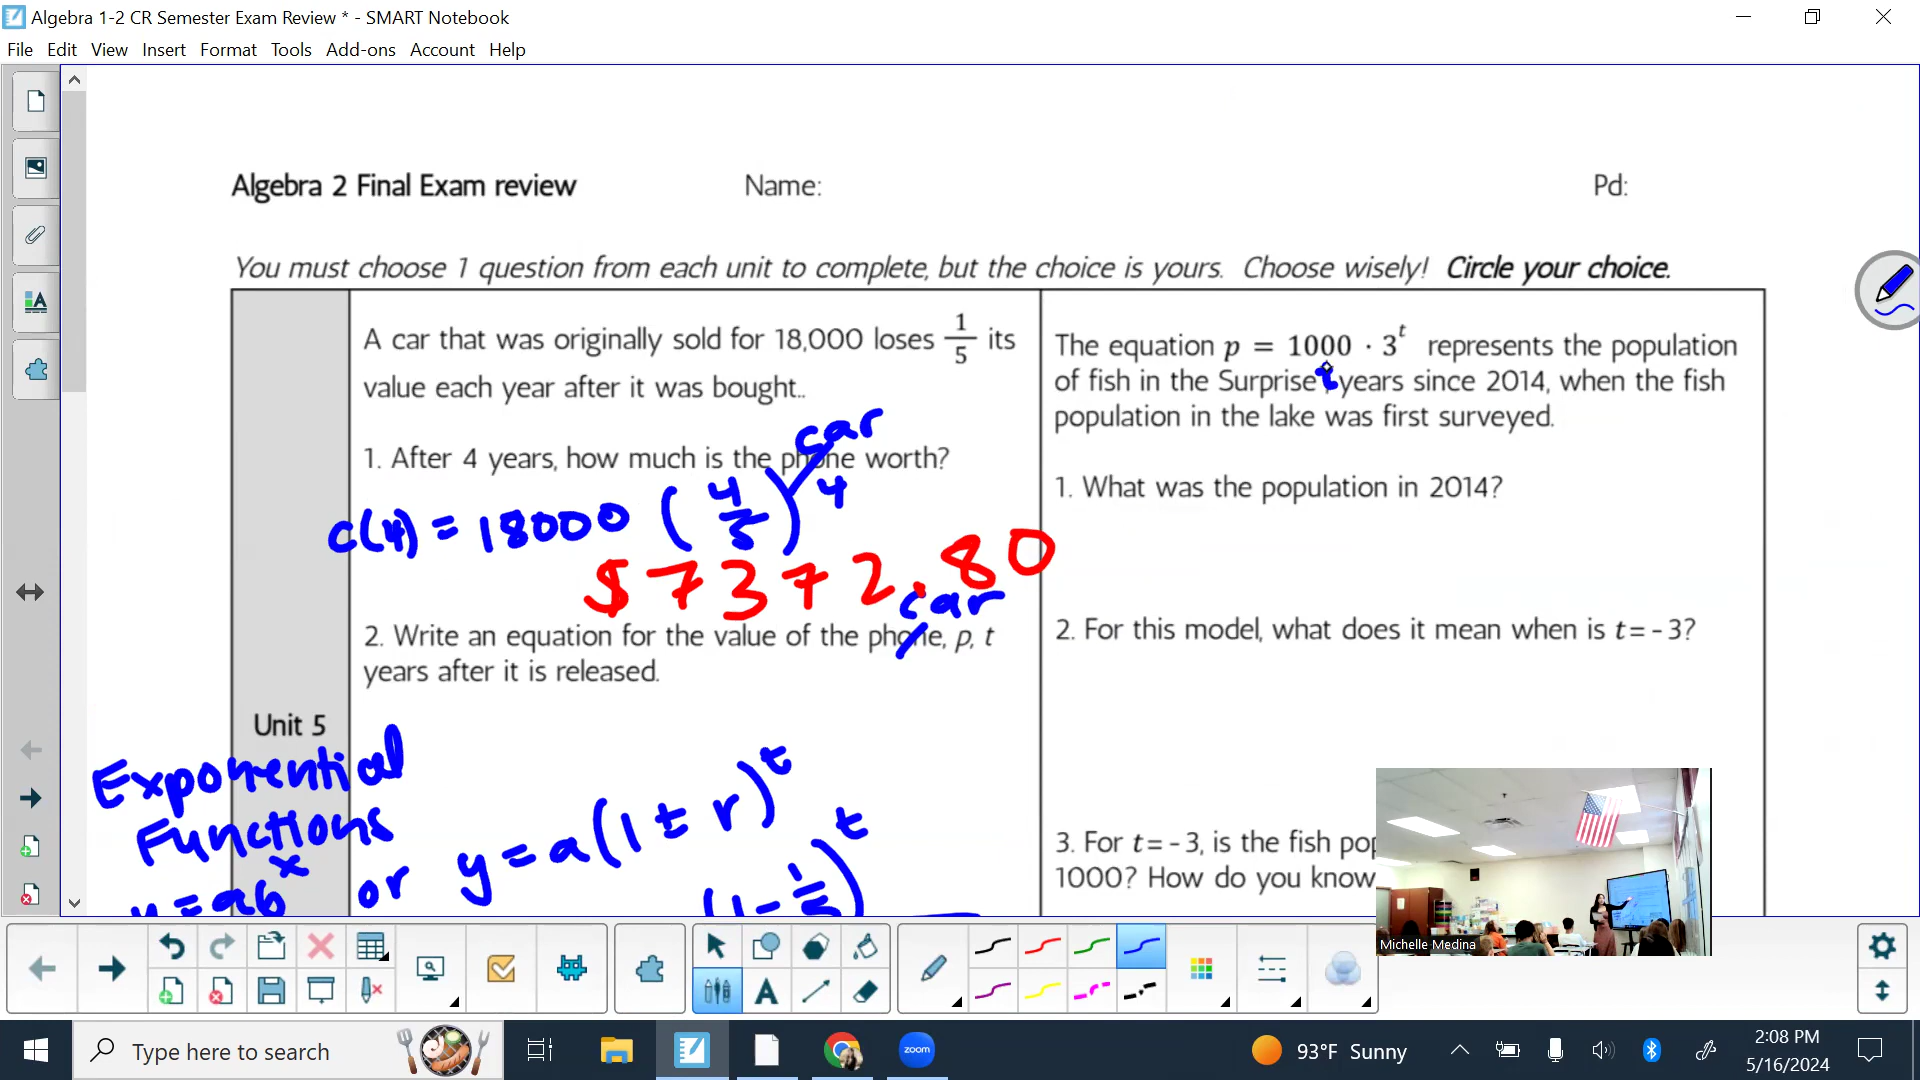 Algebra 1-2 CR Semester Exam Review * - SMART Notebook
File Edit View Insert Format Tools Add-ons Account Help
Algebra 2 Final Exam review Name: Pd:
You must choose 1 question from each unit to complete, but the choice is yours. Choose wisely! Circle your choice.
Unit 5
A car that was originally sold for 18,000 loses 1/5 its
value each year after it was bought..
car
1. After 4 years, how much is the phone worth?
c(4) = 18000 (4/5)^4
$7372.80
car
2. Write an equation for the value of the phone, p, t
years after it is released.
Exponential
Functions
y = ab^x or y = a(1 ± r)^t
(1 - 1/5)^t
The equation p = 1000 · 3^t represents the population
of fish in the Surprise t years since 2014, when the fish
population in the lake was first surveyed.
1. What was the population in 2014?
2. For this model, what does it mean when is t = - 3?
3. For t = - 3, is the fish pop
1000? How do you know
Michelle Medina
Type here to search
zoom
93°F Sunny
2:08 PM
5/16/2024